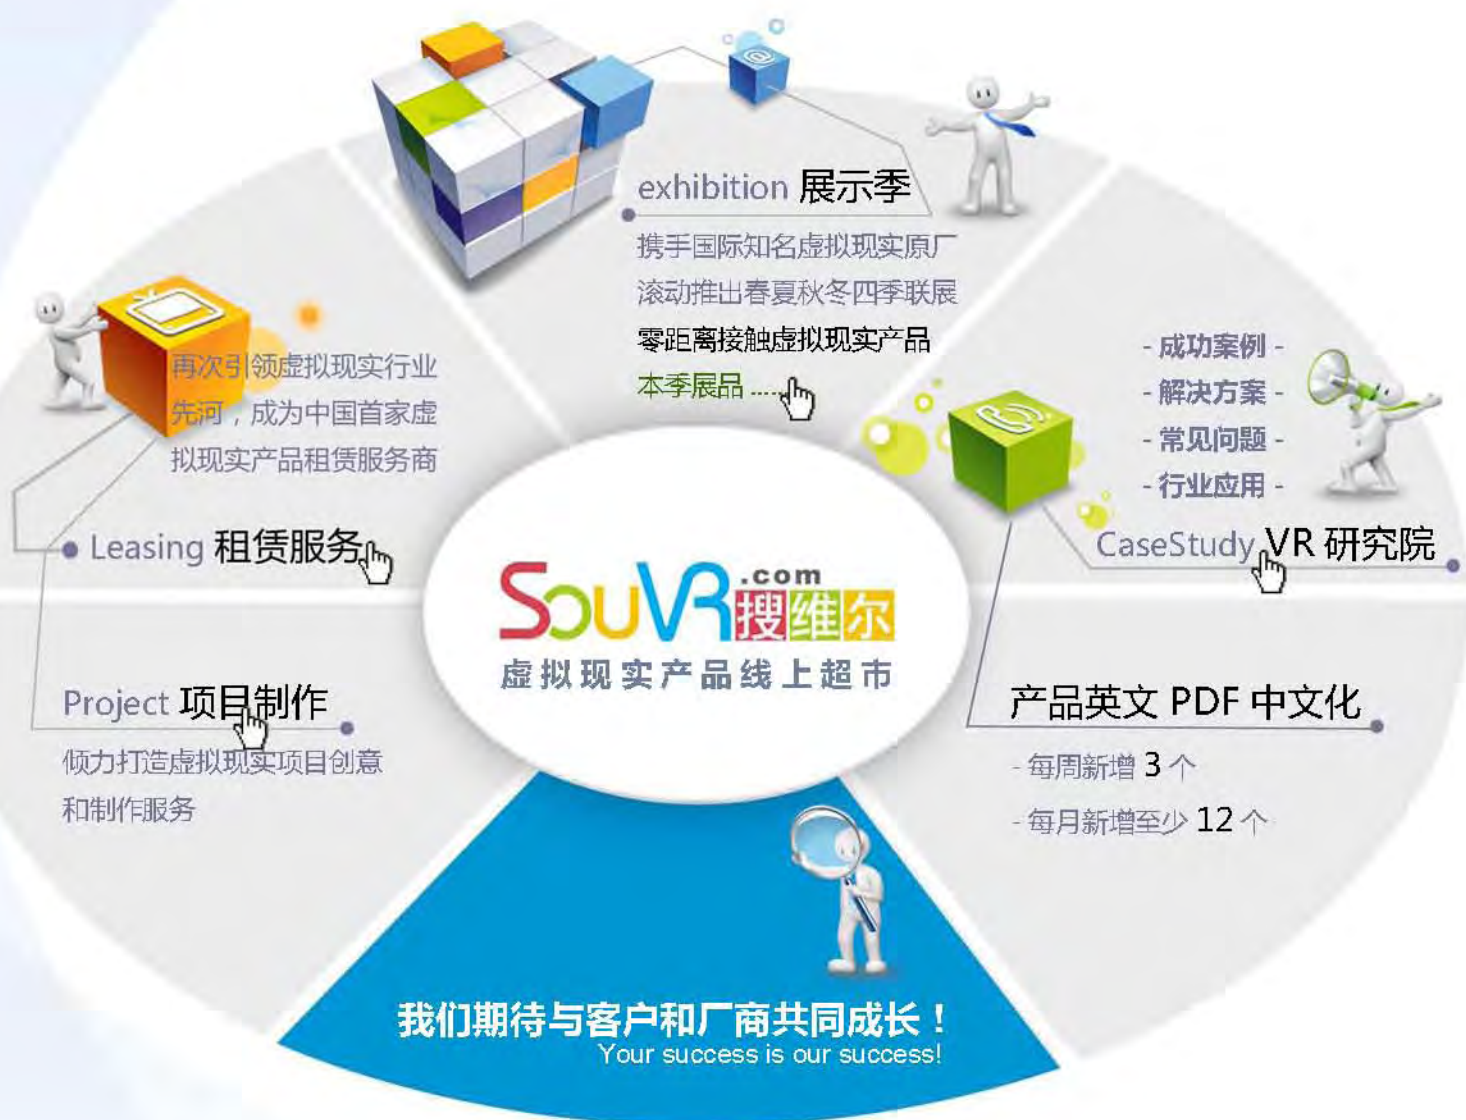 exhibition 展示季
携手国际知名虚拟现实原厂
滚动推出春夏秋冬四季联展
零距离接触虚拟现实产品
本季展品 .....
再次引领虚拟现实行业
先河，成为中国首家虚
拟现实产品租赁服务商
Leasing 租赁服务
- 成功案例 -
- 解决方案 -
- 常见问题 -
- 行业应用 -
CaseStudy VR 研究院
SouVR.com
搜维尔
虚拟现实产品线上超市
Project 项目制作
倾力打造虚拟现实项目创意
和制作服务
产品英文 PDF 中文化
- 每周新增 3 个
- 每月新增至少 12 个
我们期待与客户和厂商共同成长！
Your success is our success!